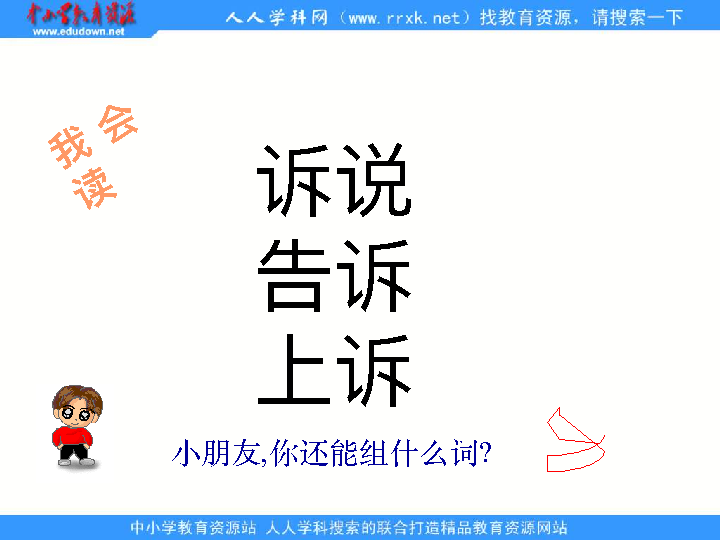 中小学教育资源
www.edudown.net
人人学科网（www.rrxk.net）找教育资源，请搜索一下
我会
读
诉说
告诉
上诉
小朋友,你还能组什么词?
中小学教育资源站 人人学科搜索的联合打造精品教育资源网站